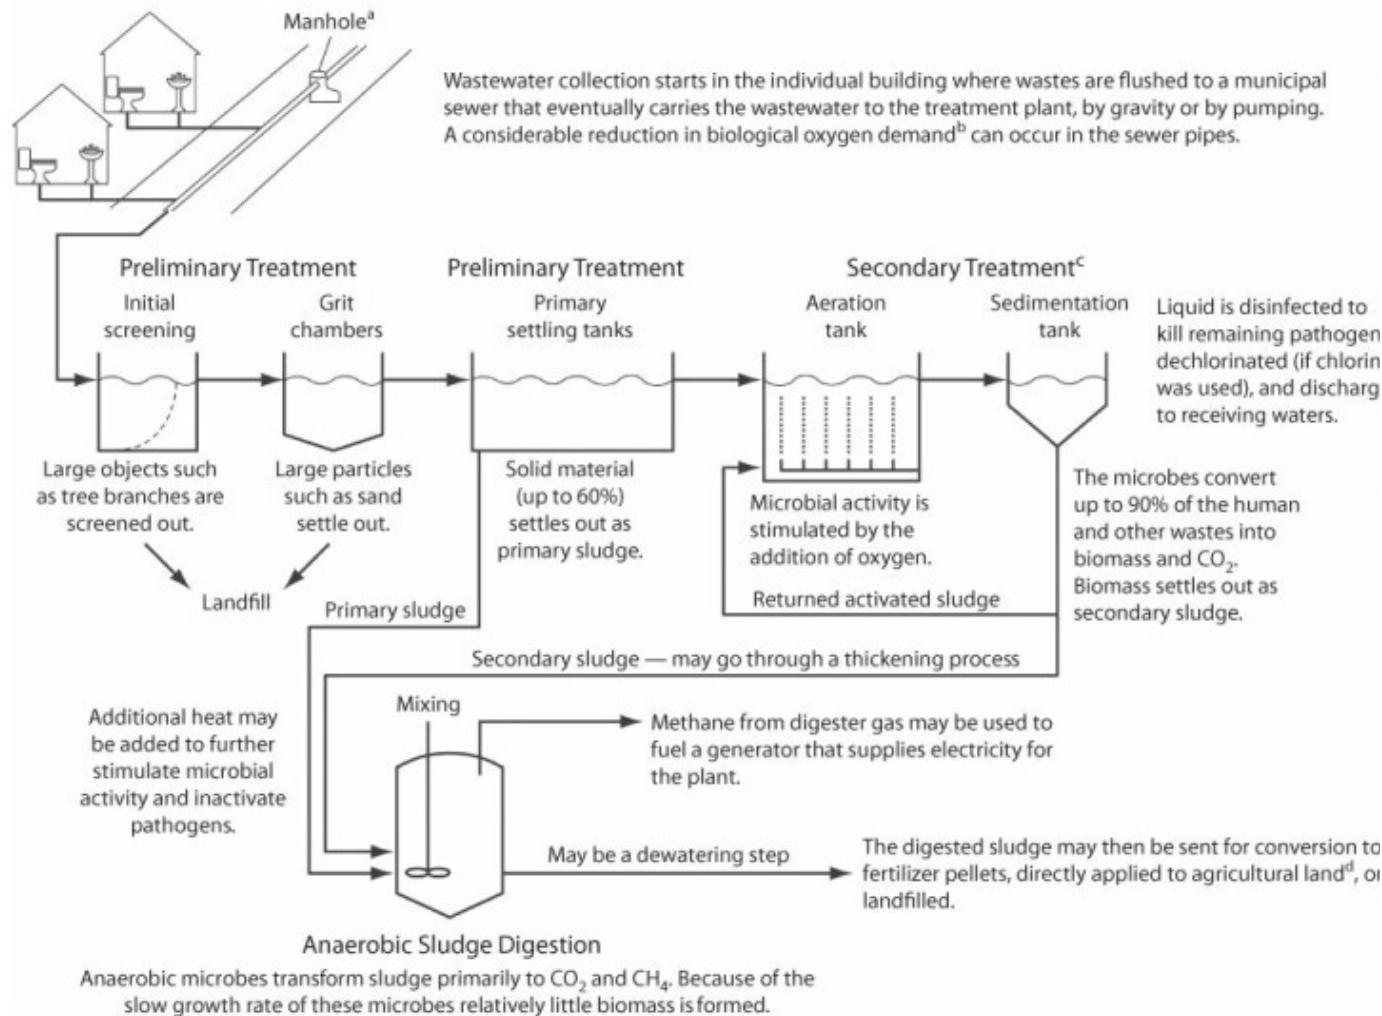 Manholeᵃ
Wastewater collection starts in the individual building where wastes are flushed to a municipal
sewer that eventually carries the wastewater to the treatment plant, by gravity or by pumping.
A considerable reduction in biological oxygen demandᵇ can occur in the sewer pipes.
Preliminary Treatment
Initial
screening
Grit
chambers
Preliminary Treatment
Primary
settling tanks
Secondary Treatmentᶜ
Aeration
tank
Sedimentation
tank
Liquid is disinfected to
kill remaining pathogen
dechlorinated (if chlorin
was used), and discharg
to receiving waters.
Large objects such
as tree branches are
screened out.
Large particles
such as sand
settle out.
Landfill
Solid material
(up to 60%)
settles out as
primary sludge.
Microbial activity is
stimulated by the
addition of oxygen.
The microbes convert
up to 90% of the human
and other wastes into
biomass and CO₂.
Biomass settles out as
secondary sludge.
Primary sludge
Returned activated sludge
Secondary sludge — may go through a thickening process
Additional heat may
be added to further
stimulate microbial
activity and inactivate
pathogens.
Mixing
Methane from digester gas may be used to
fuel a generator that supplies electricity for
the plant.
May be a dewatering step
The digested sludge may then be sent for conversion to
fertilizer pellets, directly applied to agricultural landᵈ, or
landfilled.
Anaerobic Sludge Digestion
Anaerobic microbes transform sludge primarily to CO₂ and CH₄. Because of the
slow growth rate of these microbes relatively little biomass is formed.